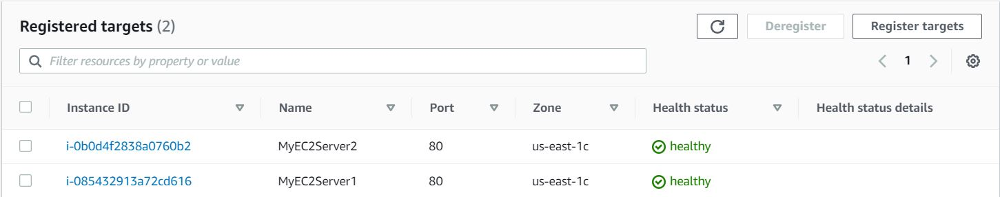 Registered targets (2)
Deregister
Register targets
Filter resources by property or value
1
Instance ID Name Port Zone Health status Health status details
i-0b0d4f2838a0760b2 MyEC2Server2 80 us-east-1c healthy
i-085432913a72cd616 MyEC2Server1 80 us-east-1c healthy